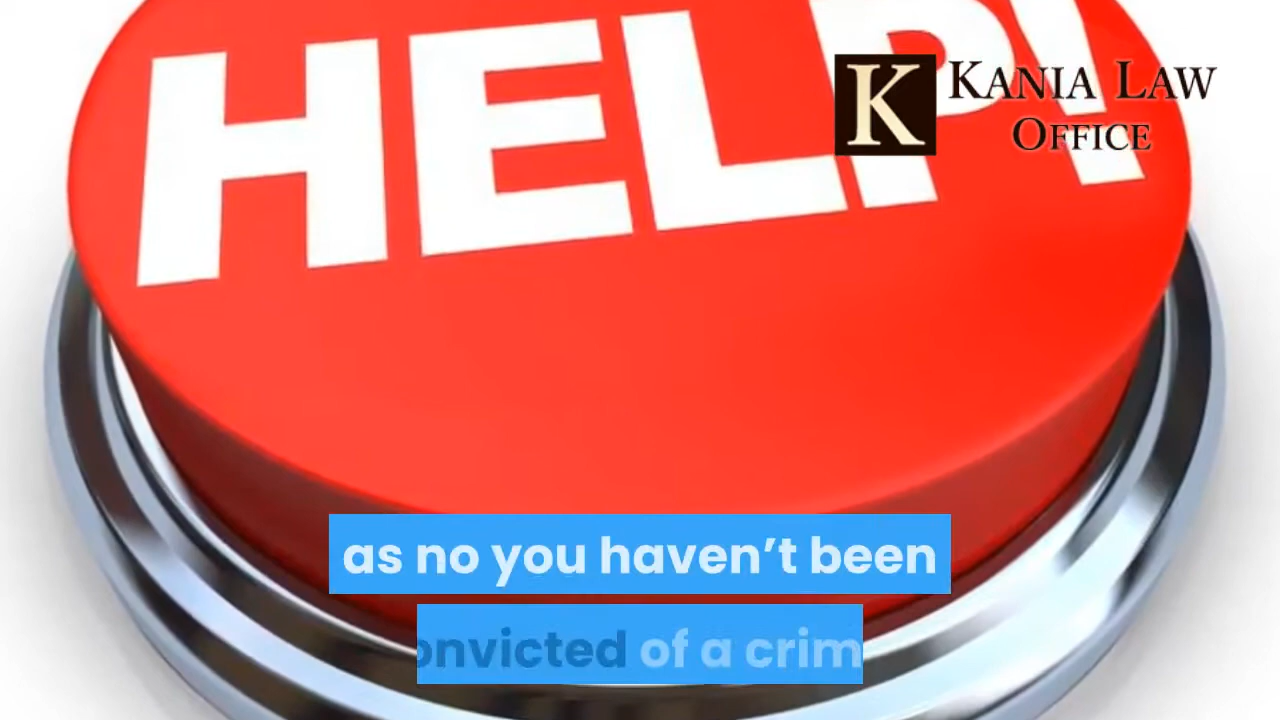 HELP!
K KANIA LAW
OFFICE
as no you haven’t been
onvicted of a crim